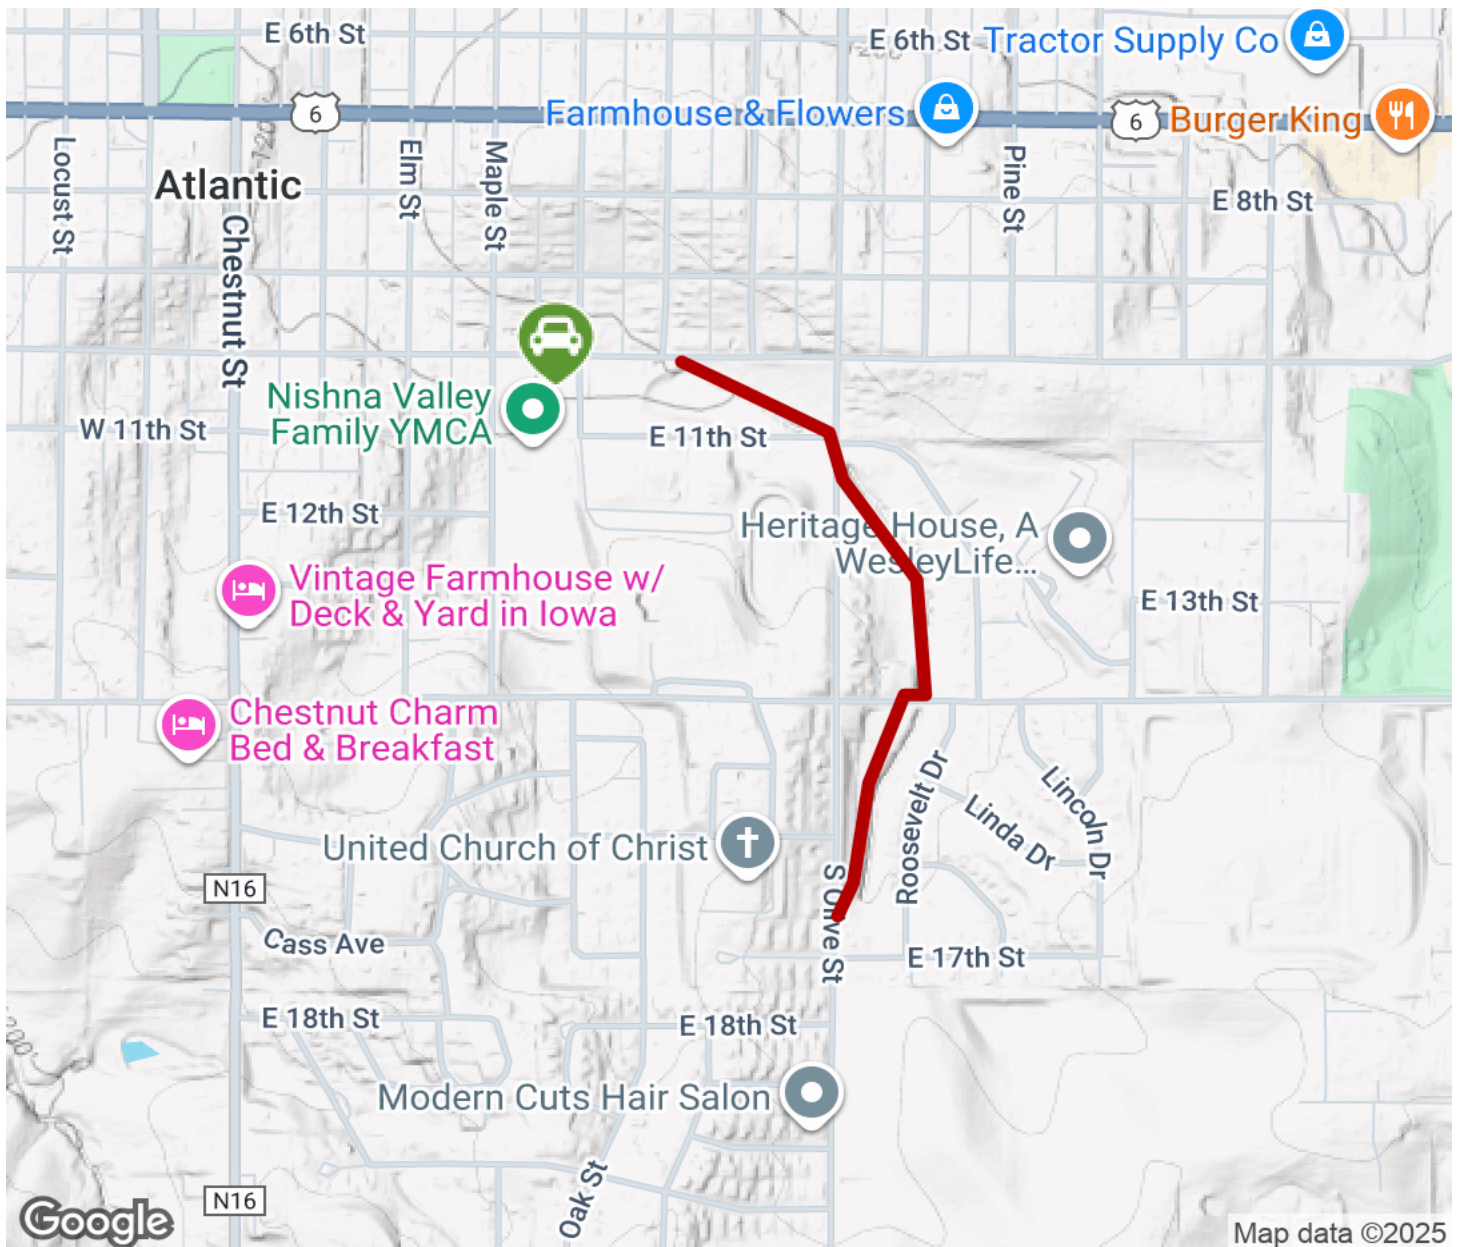 E 6th St
E 6th St
Tractor Supply Co
6
Farmhouse & Flowers
6
Burger King
Locust St
Atlantic
Chestnut St
Elm St
Maple St
Pine St
E 8th St
Nishna Valley
Family YMCA
W 11th St
E 11th St
E 12th St
Heritage House, A
WesleyLife...
Vintage Farmhouse w/
Deck & Yard in Iowa
E 13th St
Chestnut Charm
Bed & Breakfast
Roosevelt Dr
Linda Dr
Lincoln Dr
United Church of Christ
S Olive St
N16
Cass Ave
E 17th St
E 18th St
E 18th St
Modern Cuts Hair Salon
Oak St
N16
Google
Map data ©2025